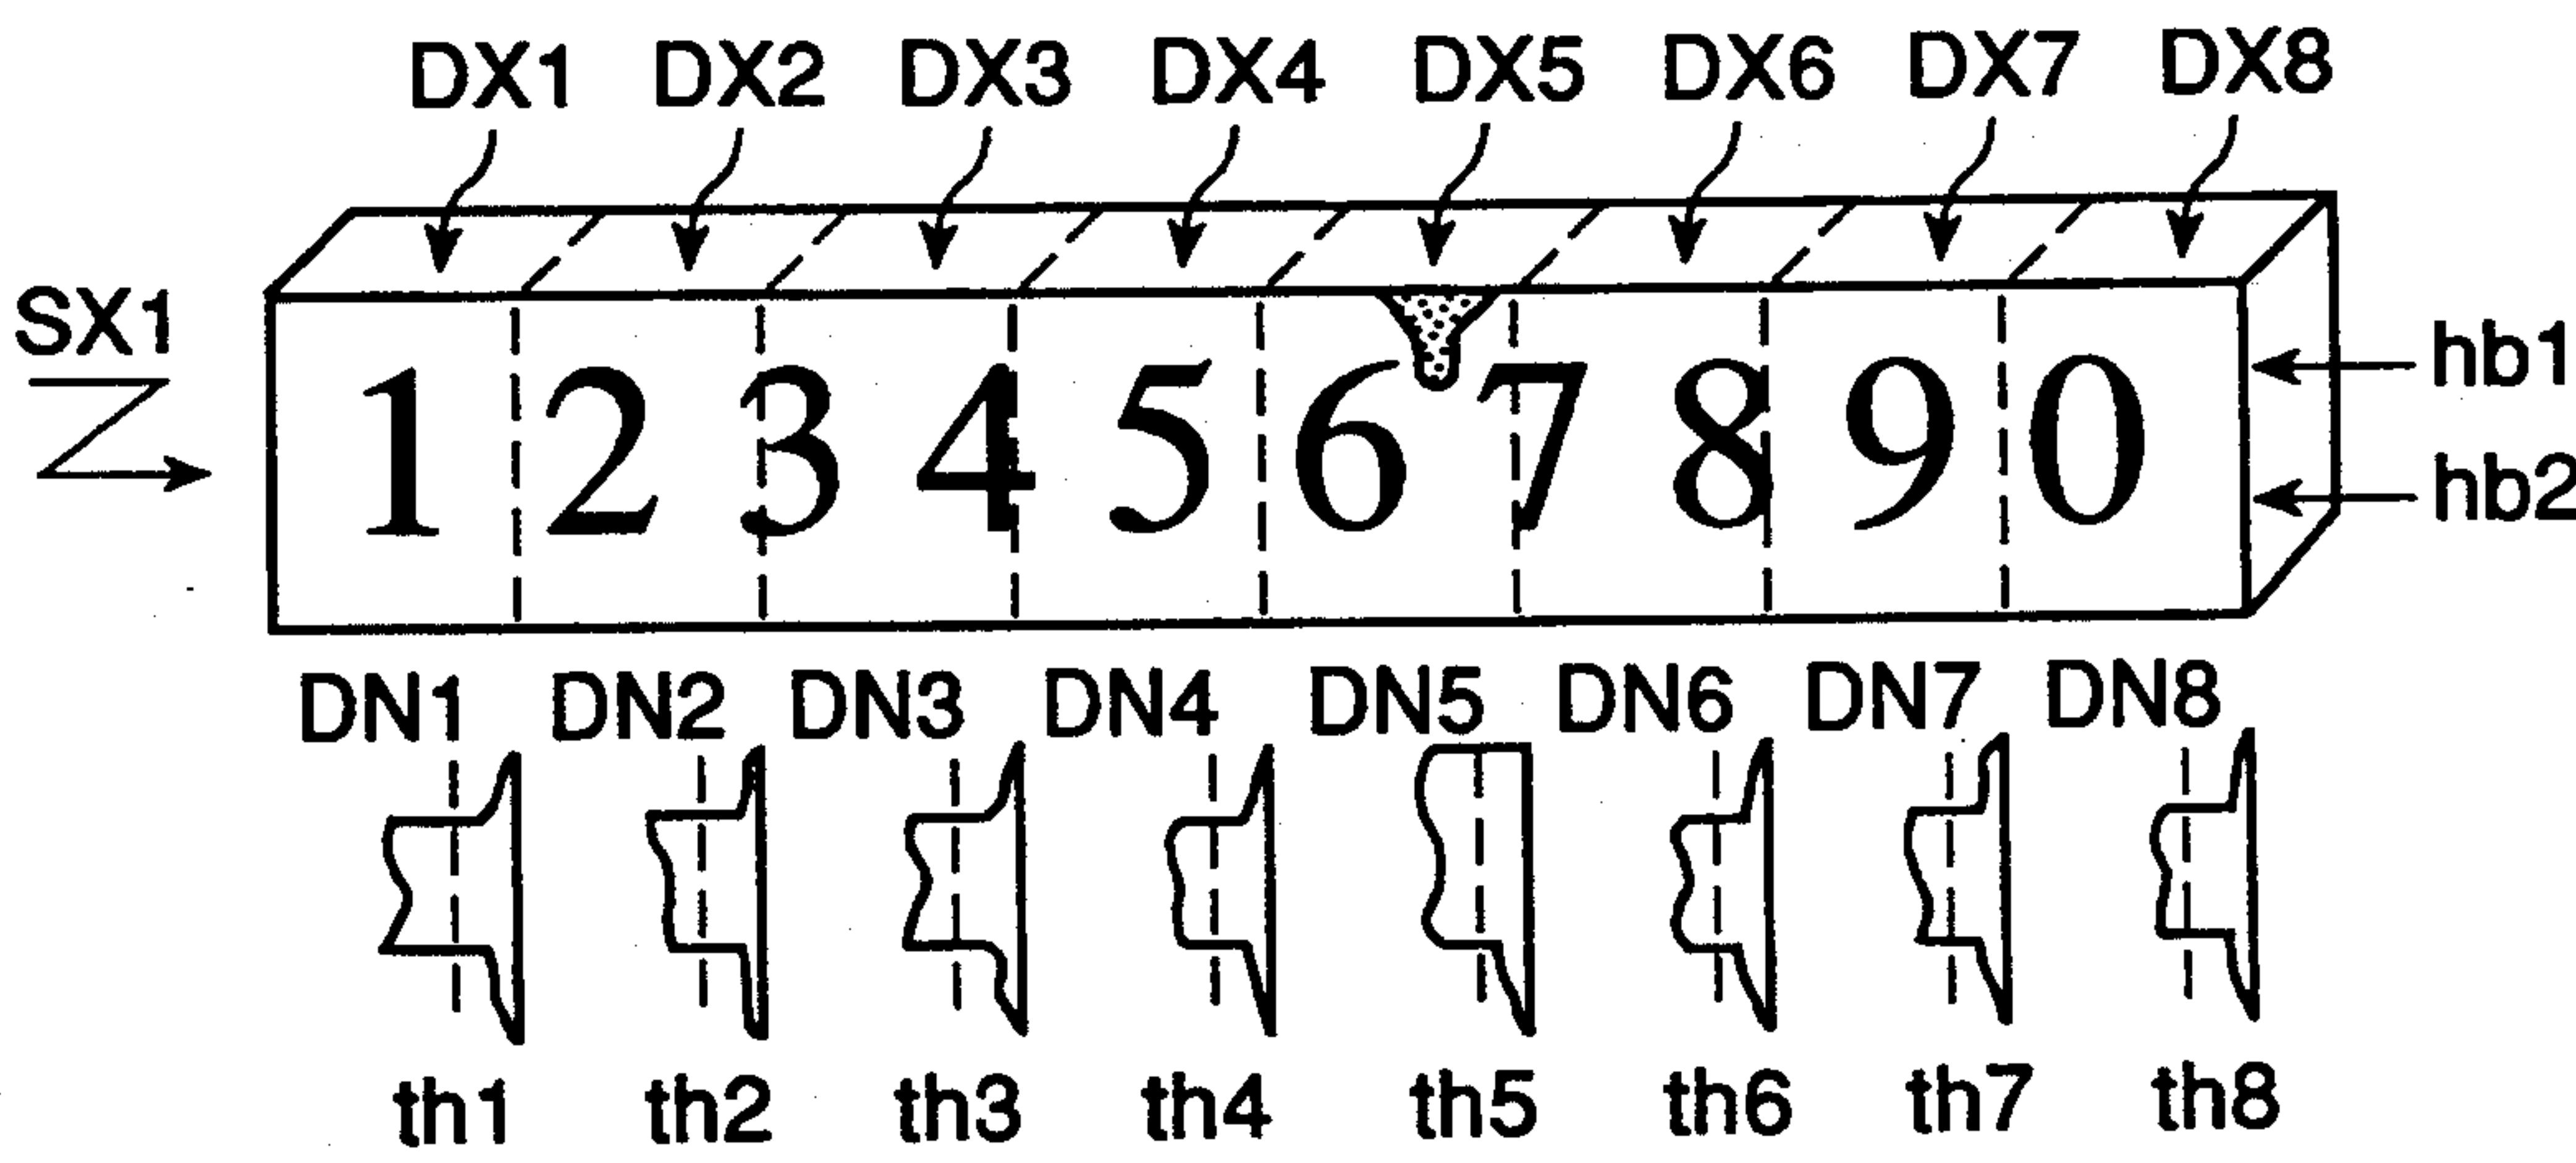 DX1 DX2 DX3 DX4 DX5 DX6 DX7 DX8
SX1
hb1
1 2 3 4 5 6 7 8 9 0
hb2
DN1 DN2 DN3 DN4 DN5 DN6 DN7 DN8
th1 th2 th3 th4 th5 th6 th7 th8